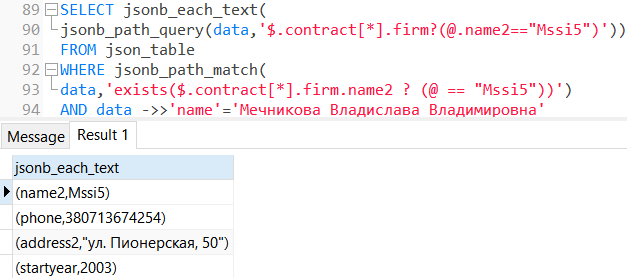 89 SELECT jsonb_each_text(
90 jsonb_path_query(data,'$.contract[*].firm?(@.name2=="Mssi5")'))
91 FROM json_table
92 WHERE jsonb_path_match(
93 data,'exists($.contract[*].firm.name2 ? (@ == "Mssi5"))')
94 AND data ->>'name'='Мечникова Владислава Владимировна'
Message Result 1
jsonb_each_text
(name2,Mssi5)
(phone,380713674254)
(address2,"ул. Пионерская, 50")
(startyear,2003)